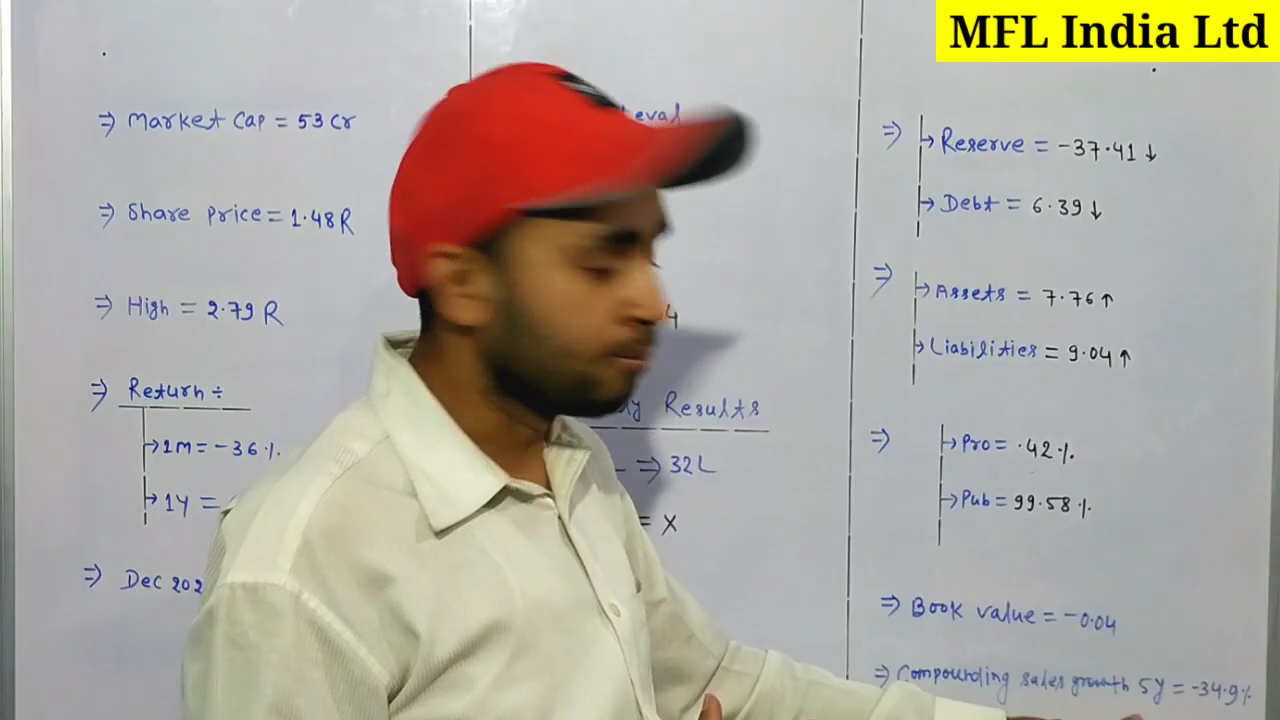 MFL India Ltd
⇒ Market Cap = 53 Cr
⇒ Share price = 1.48 R
⇒ High = 2.79 R
⇒ Return ÷
→ 1M = -36 %.
→ 1Y =
⇒ Dec 202
Results
⇒ 32L
= X
⇒ → Reserve = -37.41 ↓
→ Debt = 6.39 ↓
⇒ → Assets = 7.76 ↑
→ Liabilities = 9.04 ↑
⇒ → Pro = .42 %.
→ Pub = 99.58 %.
⇒ Book value = -0.04
⇒ Compounding sales growth 5Y = -34.9 %